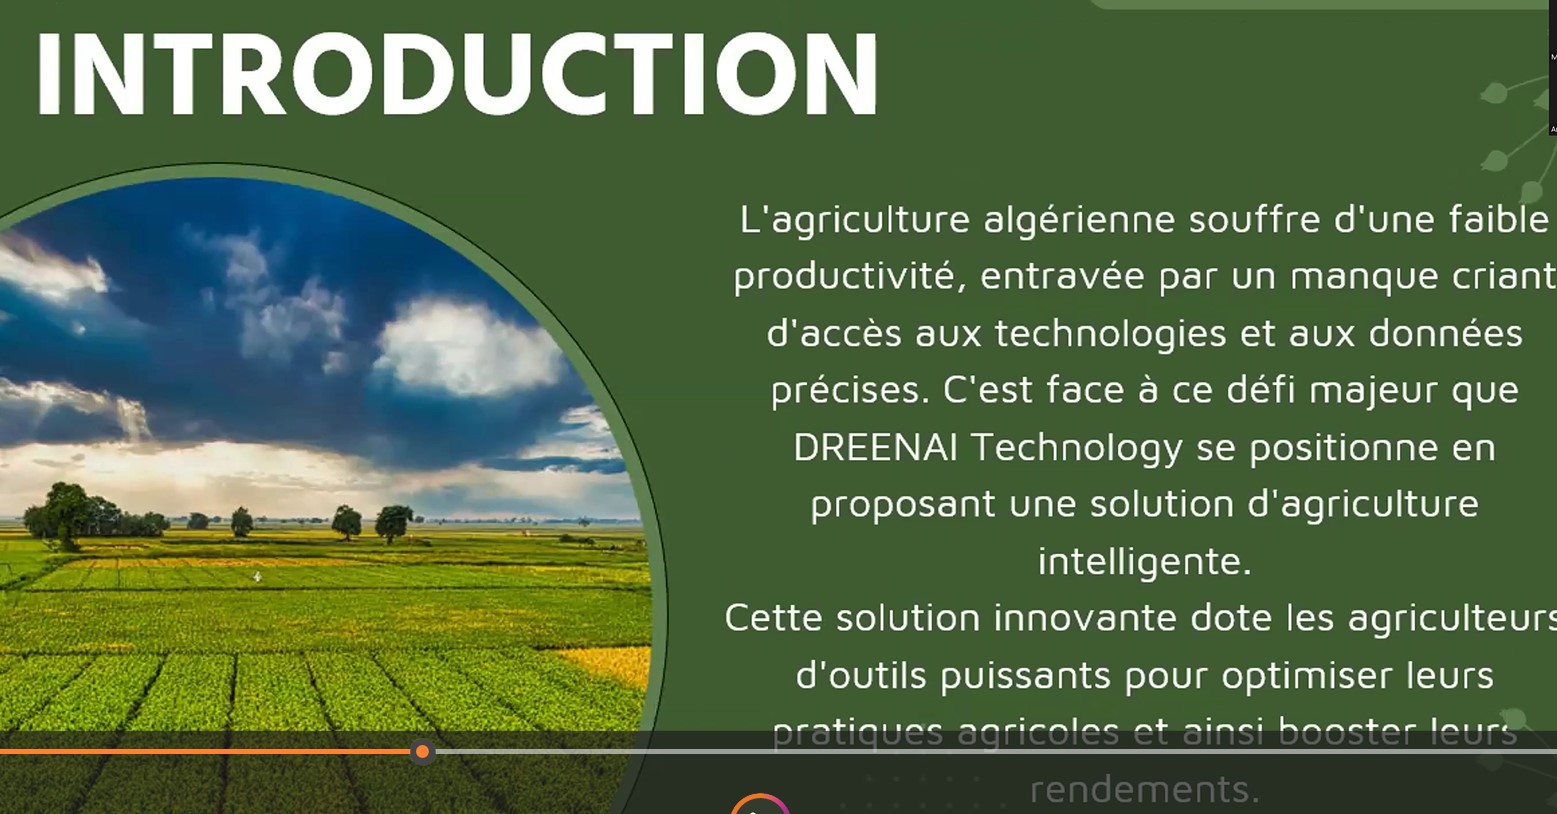 INTRODUCTION
L'agriculture algérienne souffre d'une faible
productivité, entravée par un manque criant
d'accès aux technologies et aux données
précises. C'est face à ce défi majeur que
DREENAI Technology se positionne en
proposant une solution d'agriculture
intelligente.
Cette solution innovante dote les agriculteurs
d'outils puissants pour optimiser leurs
pratiques agricoles et ainsi booster leurs
rendements.